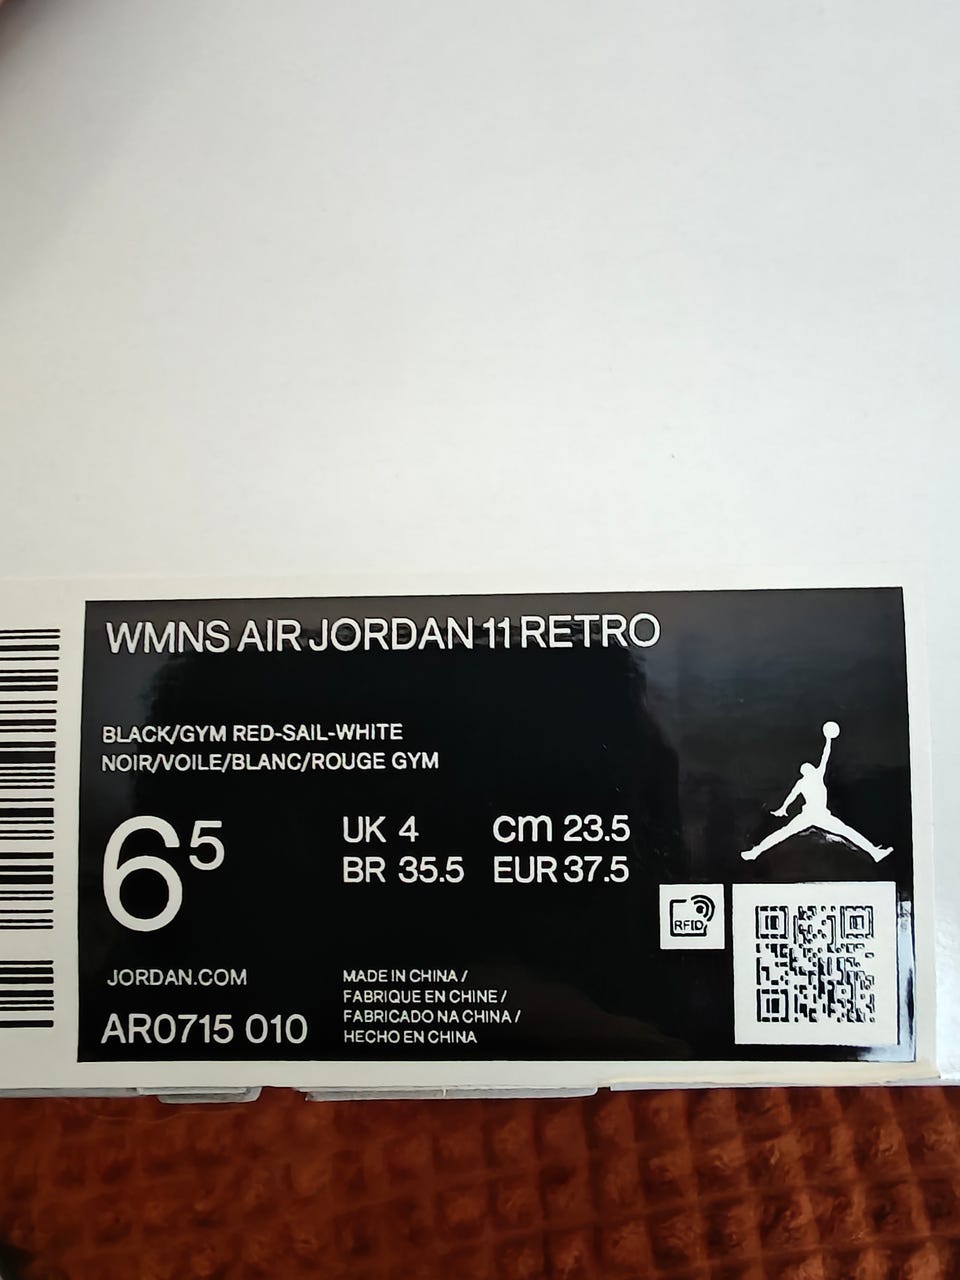 WMNS AIR JORDAN 11 RETRO
BLACK/GYM RED-SAIL-WHITE
NOIR/VOILE/BLANC/ROUGE GYM
6⁵
UK 4 cm 23.5
BR 35.5 EUR 37.5
RFID
JORDAN.COM
AR0715 010
MADE IN CHINA /
FABRIQUE EN CHINE /
FABRICADO NA CHINA /
HECHO EN CHINA